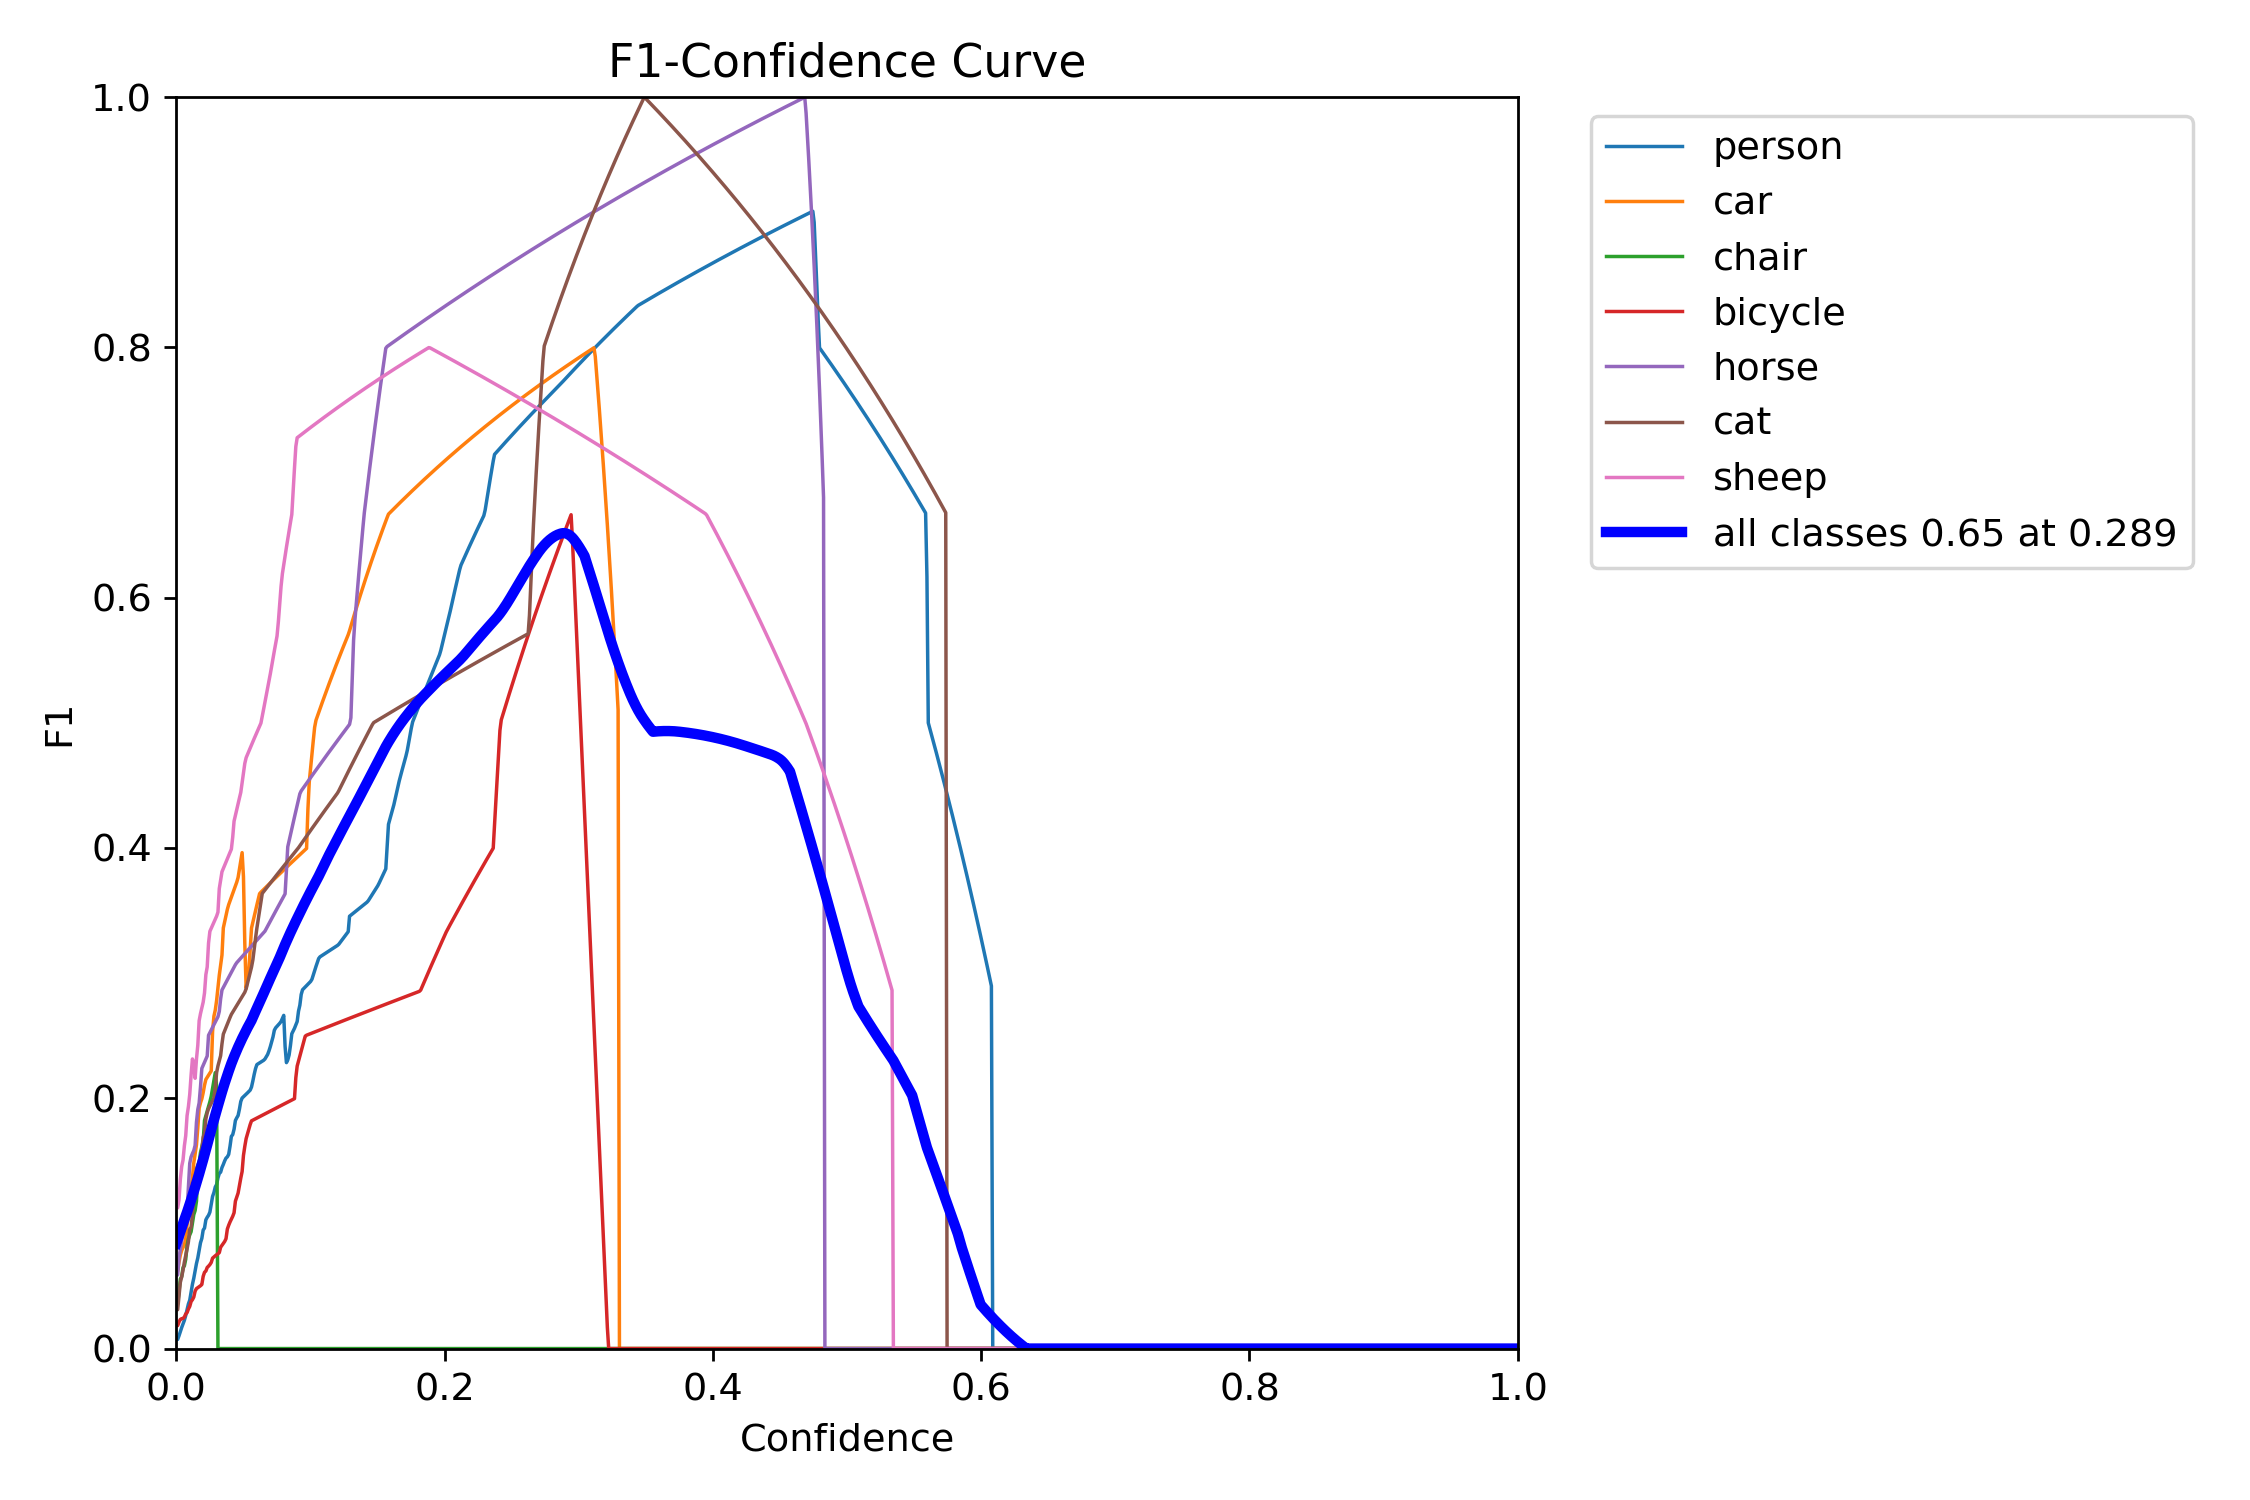 F1-Confidence Curve
1.0
0.8
0.6
0.4
0.2
0.0
F1
0.0 0.2 0.4 0.6 0.8 1.0
Confidence
person
car
chair
bicycle
horse
cat
sheep
all classes 0.65 at 0.289